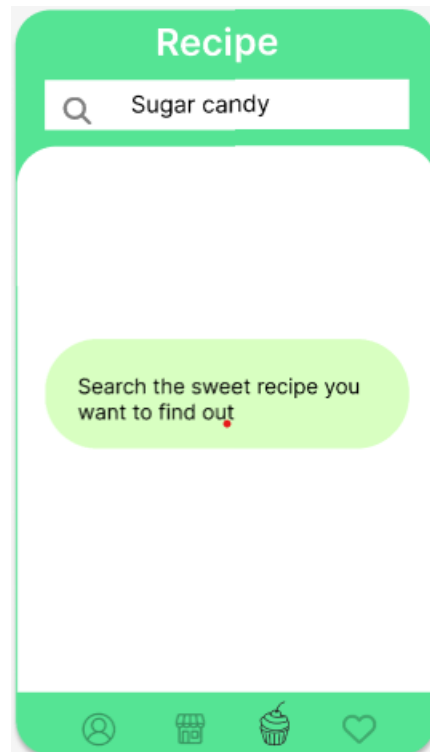 Recipe
Sugar candy
Search the sweet recipe you
want to find out